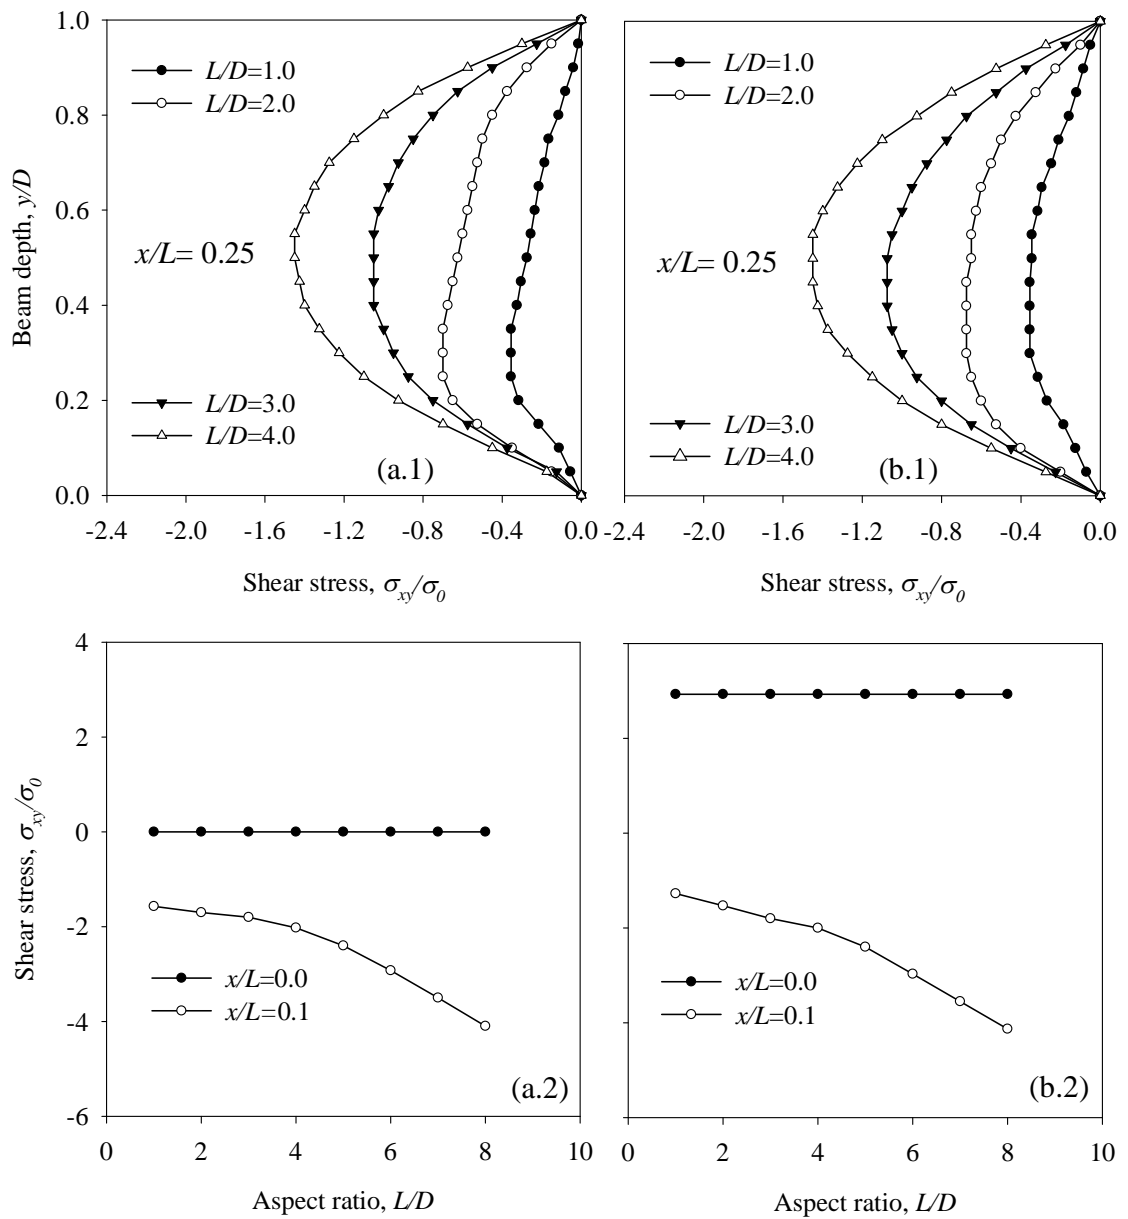 1.0
0.8
0.6
0.4
0.2
0.0
Beam depth, y/D
L/D=1.0
L/D=2.0
x/L= 0.25
L/D=3.0
L/D=4.0
(a.1)
-2.4 -2.0 -1.6 -1.2 -0.8 -0.4 0.0
Shear stress, σxy/σ0
L/D=1.0
L/D=2.0
x/L= 0.25
L/D=3.0
L/D=4.0
(b.1)
-2.4 -2.0 -1.6 -1.2 -0.8 -0.4 0.0
Shear stress, σxy/σ0
4
2
0
-2
-4
-6
Shear stress, σxy/σ0
x/L=0.0
x/L=0.1
(a.2)
0 2 4 6 8 10
Aspect ratio, L/D
x/L=0.0
x/L=0.1
(b.2)
0 2 4 6 8 10
Aspect ratio, L/D